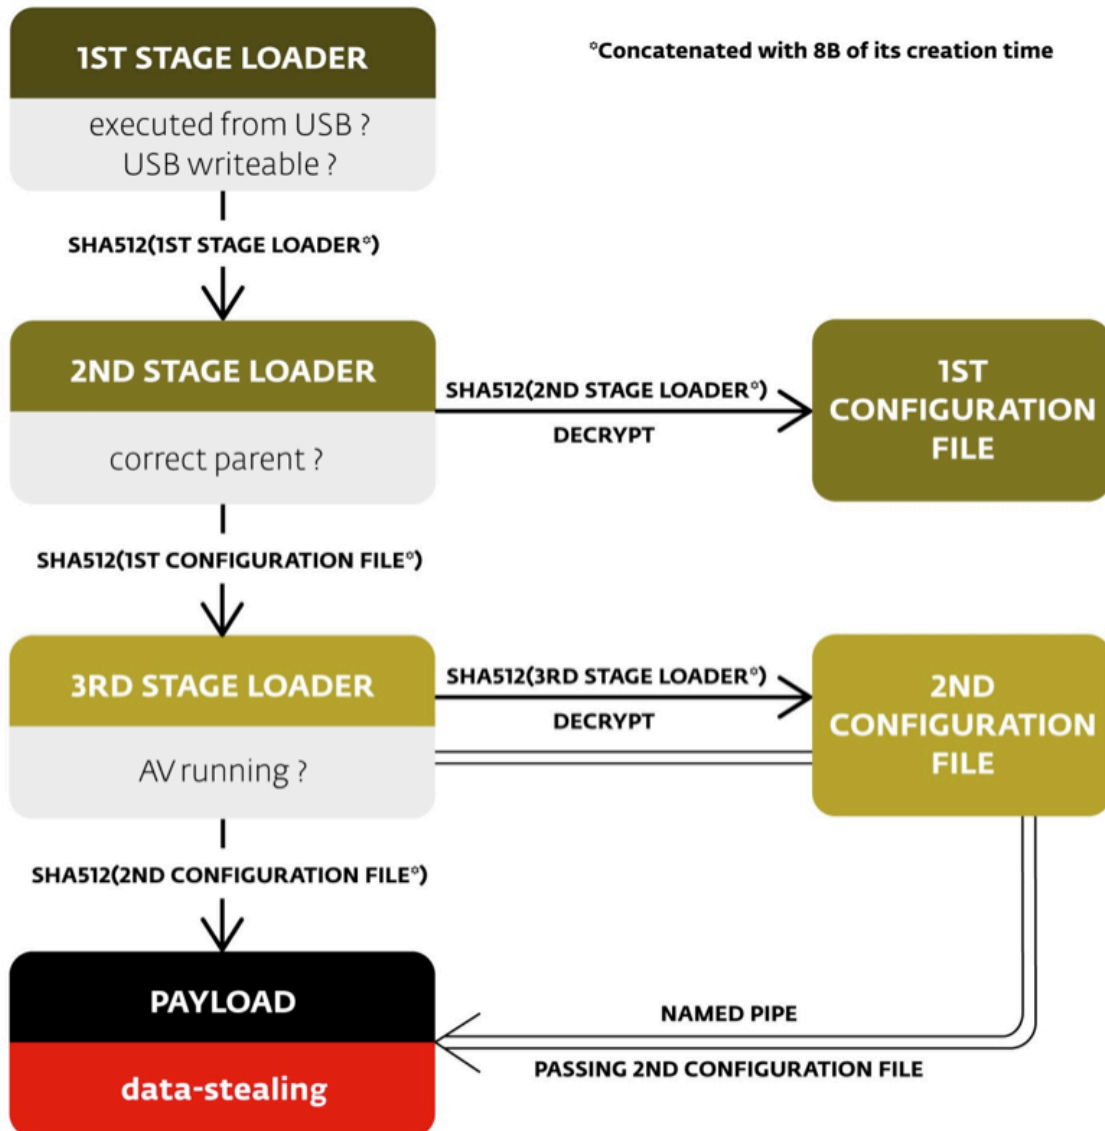 1ST STAGE LOADER
*Concatenated with 8B of its creation time
executed from USB ?
USB writeable ?
SHA512(1ST STAGE LOADER*)
2ND STAGE LOADER
correct parent ?
SHA512(2ND STAGE LOADER*)
DECRYPT
1ST
CONFIGURATION
FILE
SHA512(1ST CONFIGURATION FILE*)
3RD STAGE LOADER
AV running ?
SHA512(3RD STAGE LOADER*)
DECRYPT
2ND
CONFIGURATION
FILE
SHA512(2ND CONFIGURATION FILE*)
PAYLOAD
data-stealing
NAMED PIPE
PASSING 2ND CONFIGURATION FILE